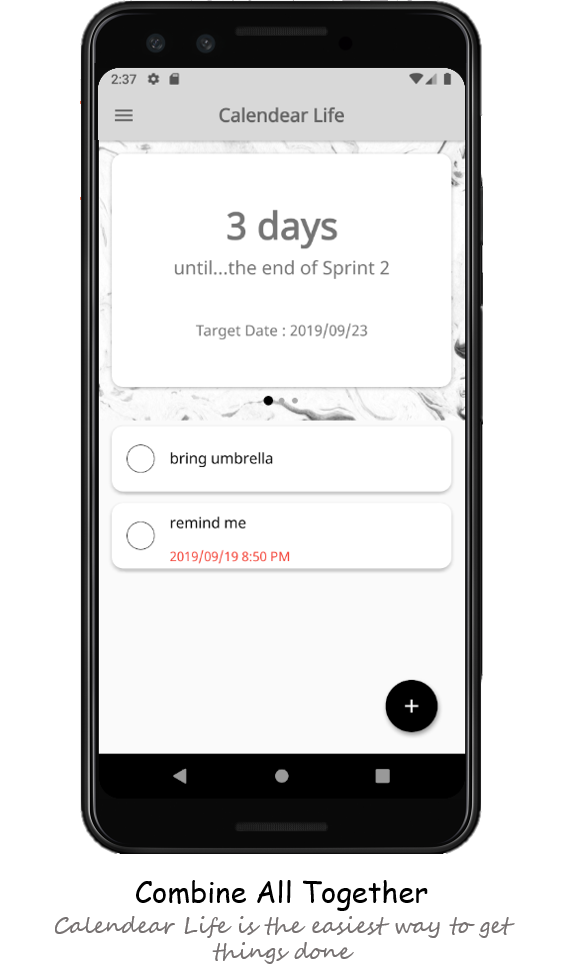 2:37
Calendear Life
3 days
until...the end of Sprint 2
Target Date : 2019/09/23
bring umbrella
remind me
2019/09/19 8:50 PM
+
Combine All Together
Calendear Life is the easiest way to get
things done